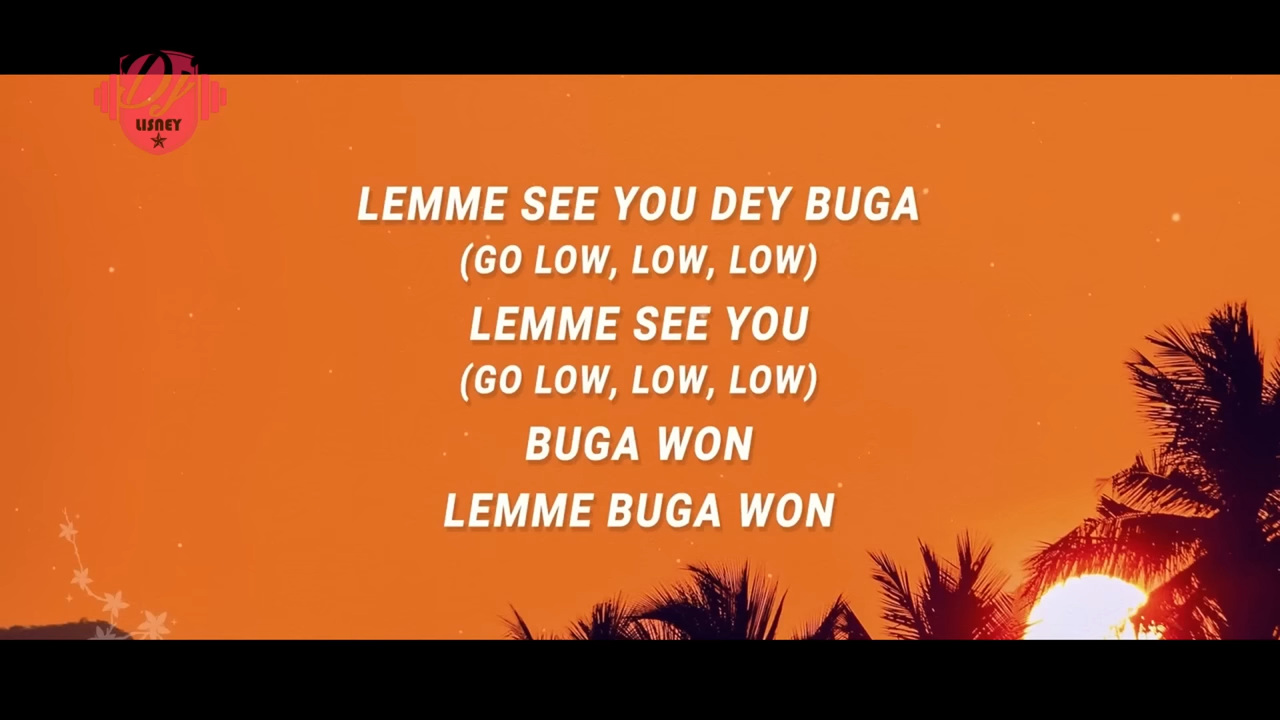 Dj
LISNEY
LEMME SEE YOU DEY BUGA
(GO LOW, LOW, LOW)
LEMME SEE YOU
(GO LOW, LOW, LOW)
BUGA WON
LEMME BUGA WON